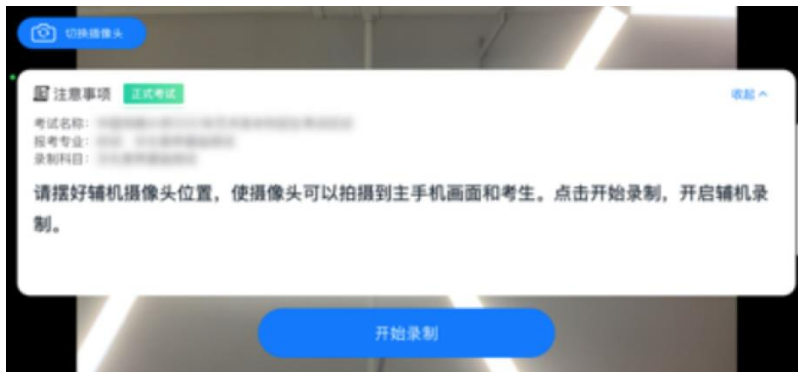 切换摄像头
注意事项 正式考试 收起
考试名称:
报考专业:
录制科目:
请摆好辅机摄像头位置，使摄像头可以拍摄到主手机画面和考生。点击开始录制，开启辅机录
制。
开始录制